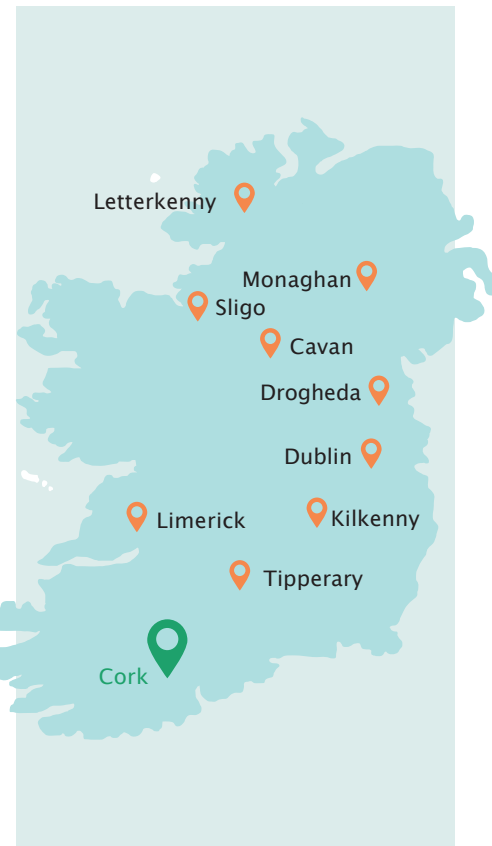 Letterkenny
Monaghan
Sligo
Cavan
Drogheda
Dublin
Limerick
Kilkenny
Tipperary
Cork